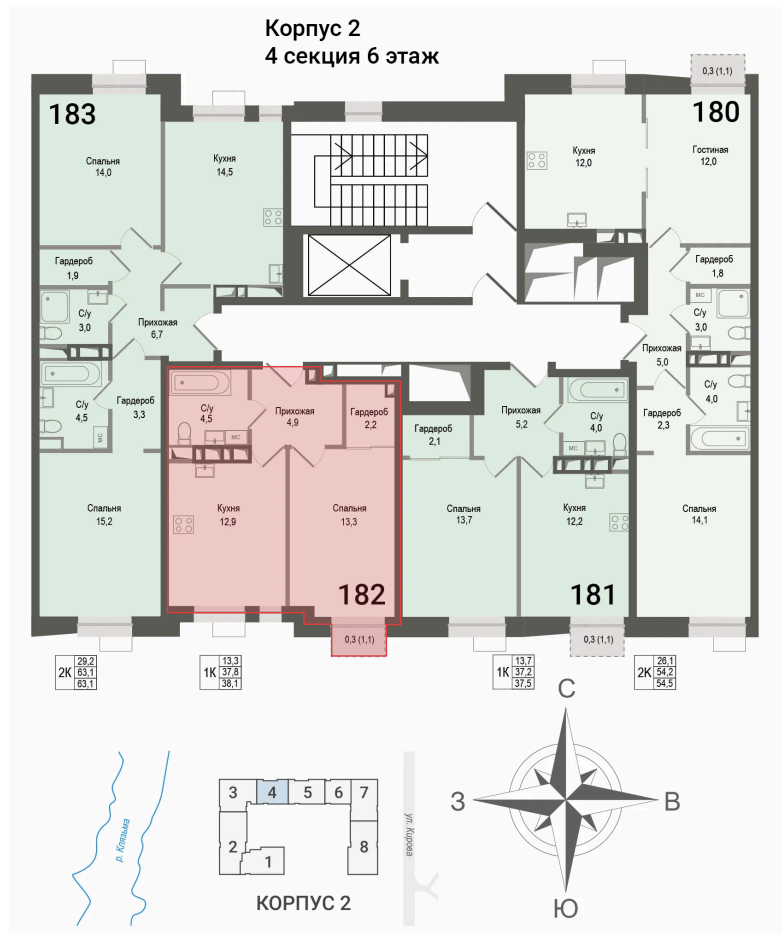 Корпус 2
4 секция 6 этаж
0,3 (1,1)
183
180
Спальня
14,0
Кухня
14,5
Кухня
12,0
Гостиная
12,0
Гардероб
1,9
Гардероб
1,8
С/у
3,0
Прихожая
6,7
МС
С/у
3,0
Прихожая
5,0
С/у
4,5
МС
Гардероб
3,3
С/у
4,5
МС
Прихожая
4,9
Гардероб
2,2
Гардероб
2,1
Прихожая
5,2
С/у
4,0
МС
Гардероб
2,3
С/у
4,0
Спальня
15,2
Кухня
12,9
Спальня
13,3
Спальня
13,7
Кухня
12,2
Спальня
14,1
182
181
0,3 (1,1)
0,3 (1,1)
2К
29,2
63,1
63,1
1К
13,3
37,8
38,1
1К
13,7
37,2
37,5
2К
26,1
54,2
54,5
С
З
В
Ю
р. Клязьма
3
4
5
6
7
2
1
8
ул. Кирова
КОРПУС 2